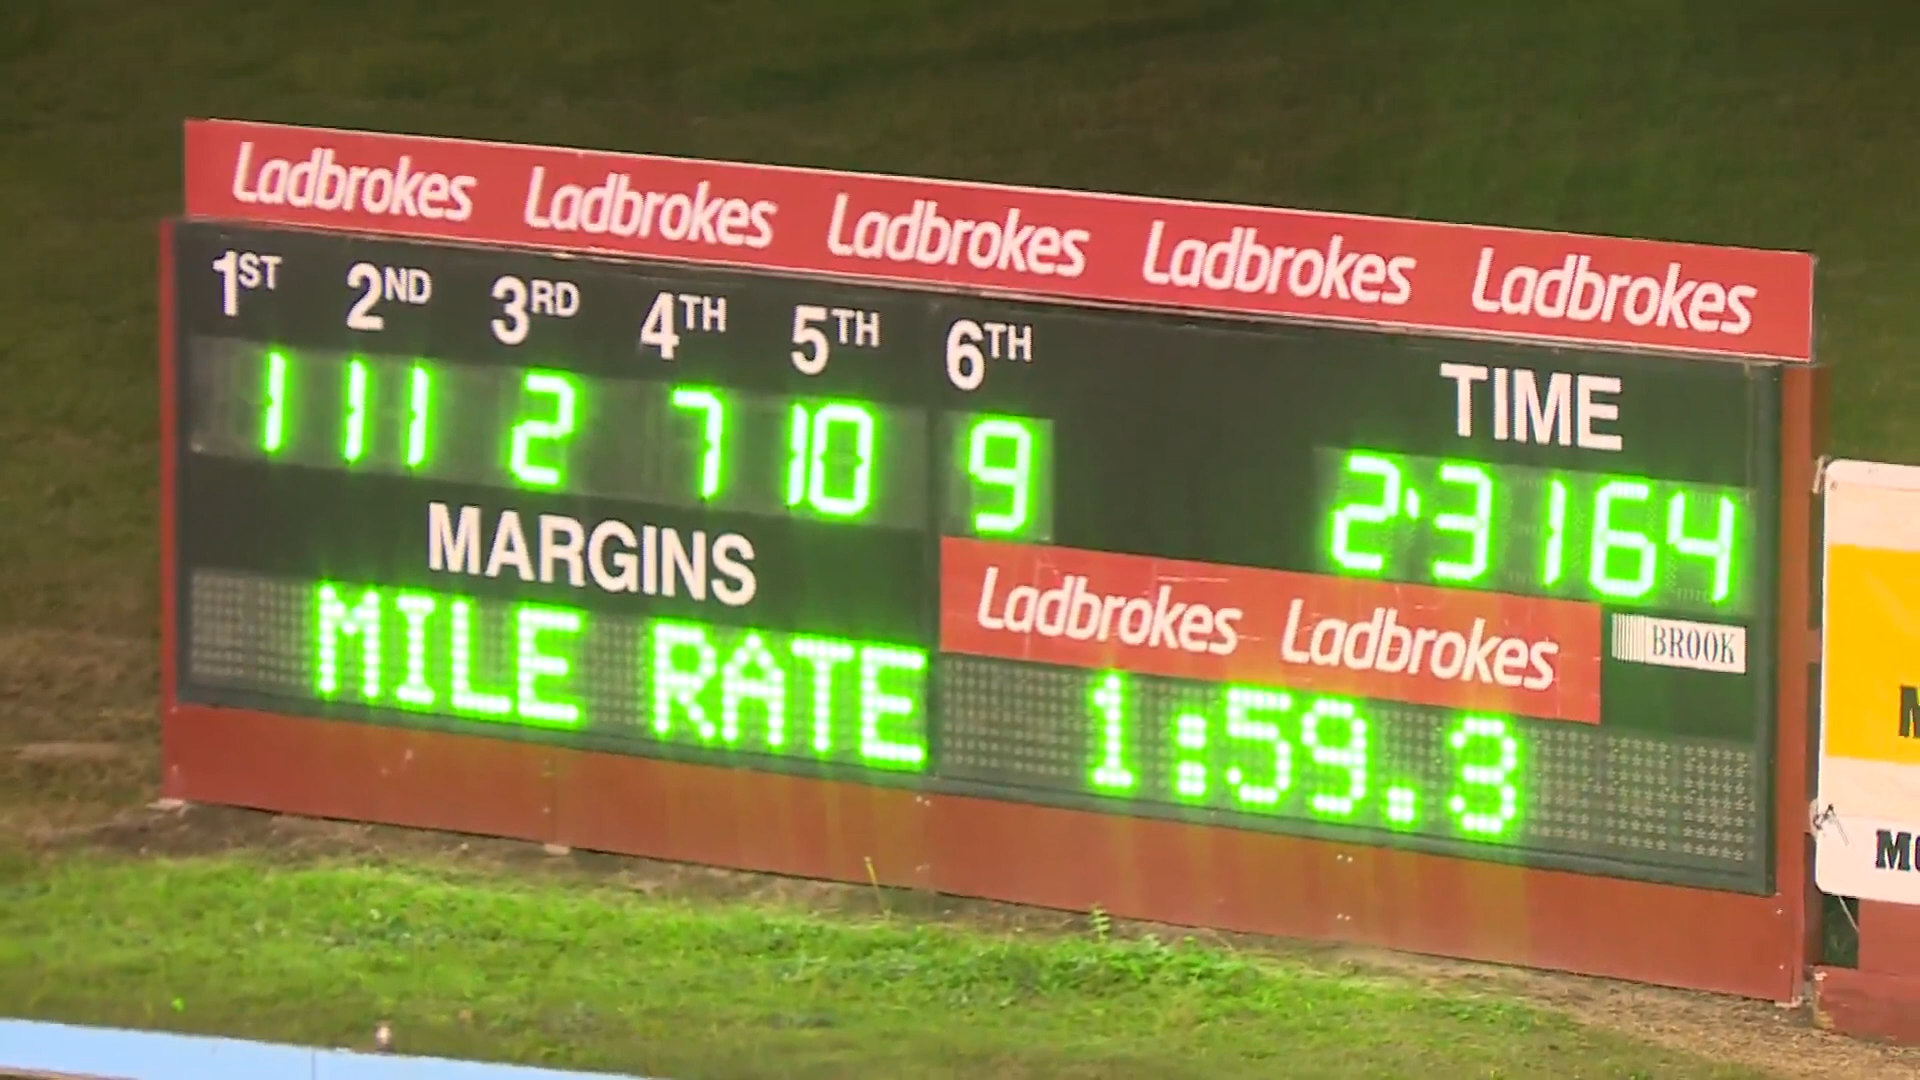 Ladbrokes Ladbrokes Ladbrokes Ladbrokes Ladbrokes
1ST 2ND 3RD 4TH 5TH 6TH
TIME
1 11 2 7 10 9
2·3164
MARGINS
Ladbrokes Ladbrokes
BROOK
MILE RATE 1:59.3